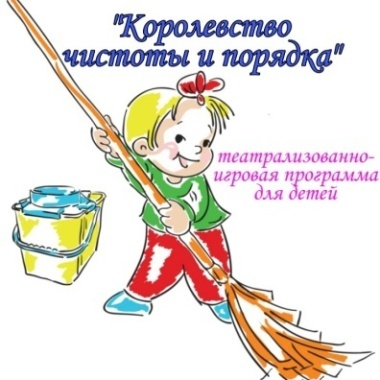 "Королевство
чистоты и порядка"
театрализованно-
игровая программа
для детей